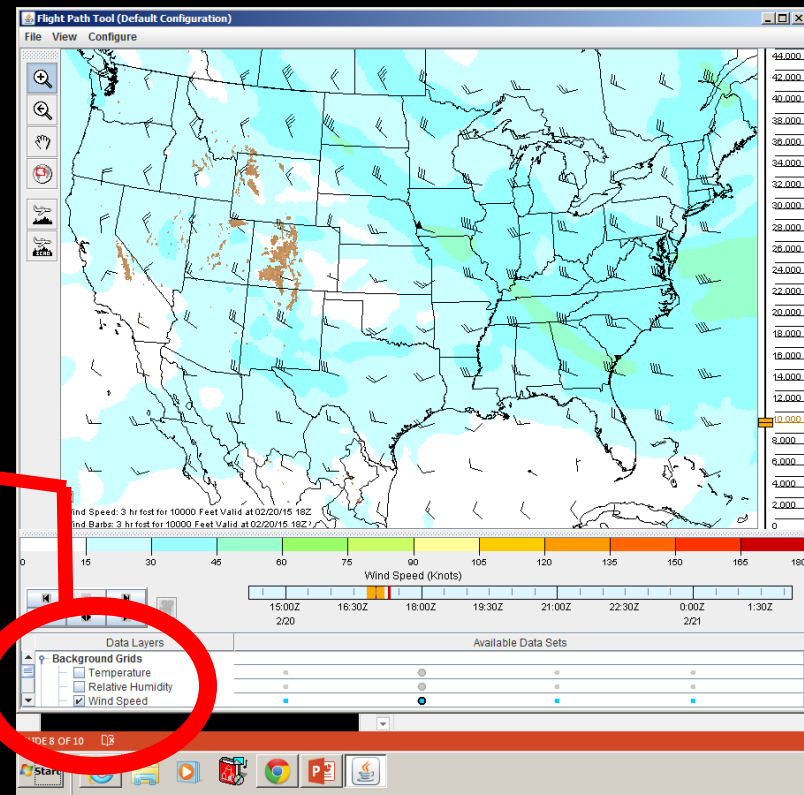 Flight Path Tool (Default Configuration)
File View Configure
44.000
42.000
40.000
38.000
36.000
34.000
32.000
30.000
28.000
26.000
24.000
22.000
20.000
18.000
16.000
14.000
12.000
10.000
8.000
6.000
4.000
2.000
0
ind Speed: 3 hr fcst for 10000 Feet Valid at 02/20/15 18Z
ind Barbs: 3 hr fcst for 10000 Feet Valid at 02/20/15 18Z
0 15 30 45 60 75 90 105 120 135 150 165 180
Wind Speed (Knots)
15:00Z 16:30Z 18:00Z 19:30Z 21:00Z 22:30Z 0:00Z 1:30Z
2/20 2/21
Data Layers Available Data Sets
Background Grids
Temperature
Relative Humidity
Wind Speed
IDE 8 OF 10
Start